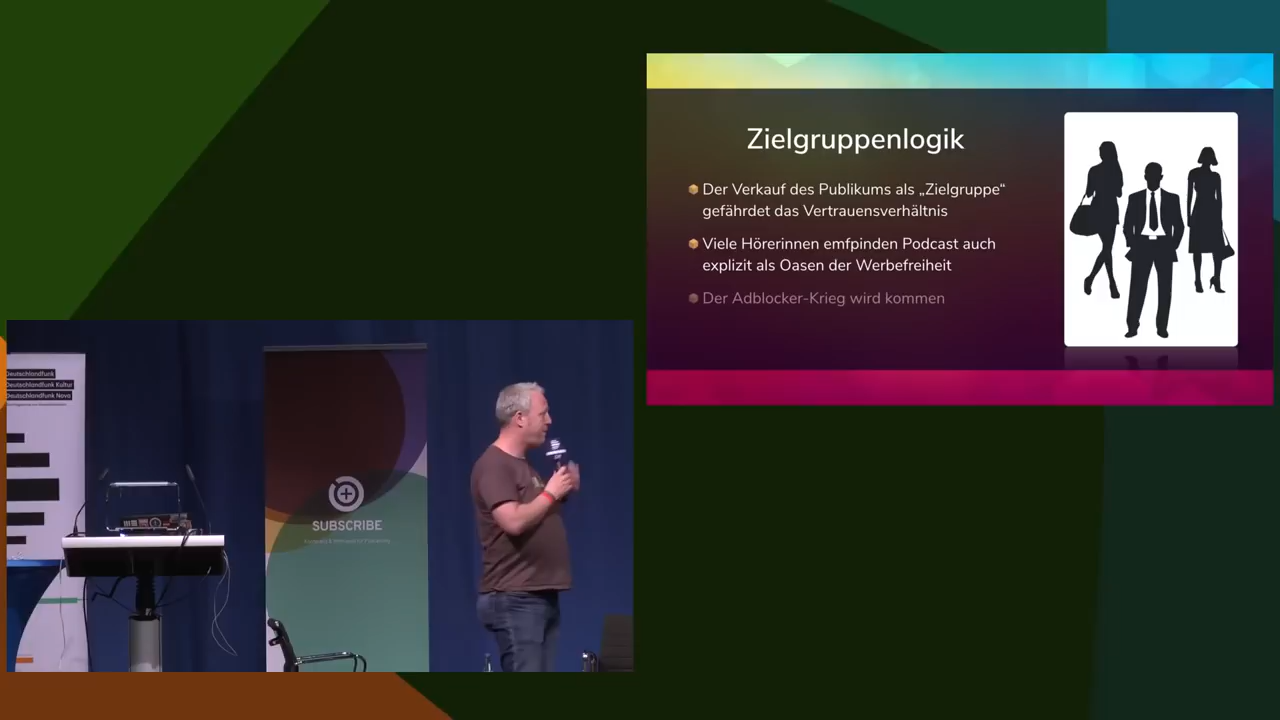 Zielgruppenlogik
Der Verkauf des Publikums als „Zielgruppe“
gefährdet das Vertrauensverhältnis
Viele Hörerinnen emfpinden Podcast auch
explizit als Oasen der Werbefreiheit
Der Adblocker-Krieg wird kommen
Deutschlandfunk
Deutschlandfunk Kultur
Deutschlandfunk Nova
SUBSCRIBE